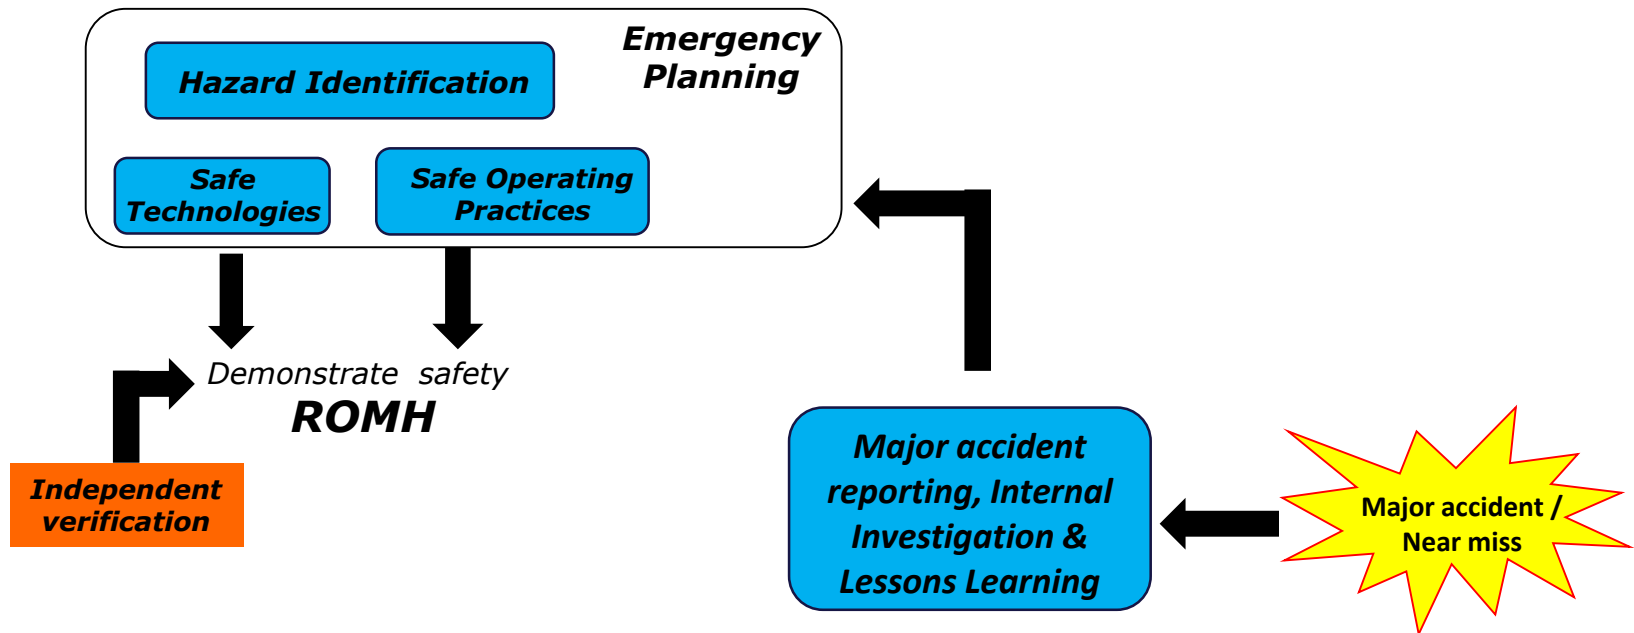 Emergency
Planning
Hazard Identification
Safe
Technologies
Safe Operating
Practices
Demonstrate safety
ROMH
Independent
verification
Major accident
reporting, Internal
Investigation &
Lessons Learning
Major accident /
Near miss